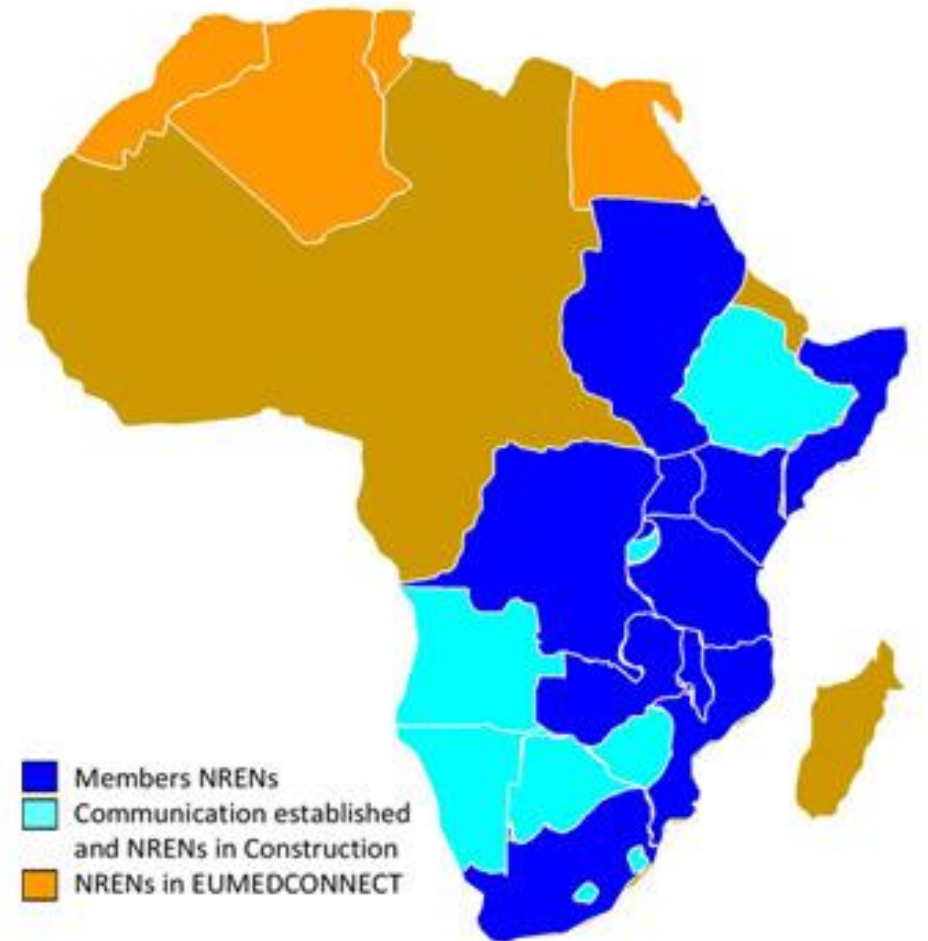 Members NRENs
Communication established
and NRENs in Construction
NRENs in EUMEDCONNECT